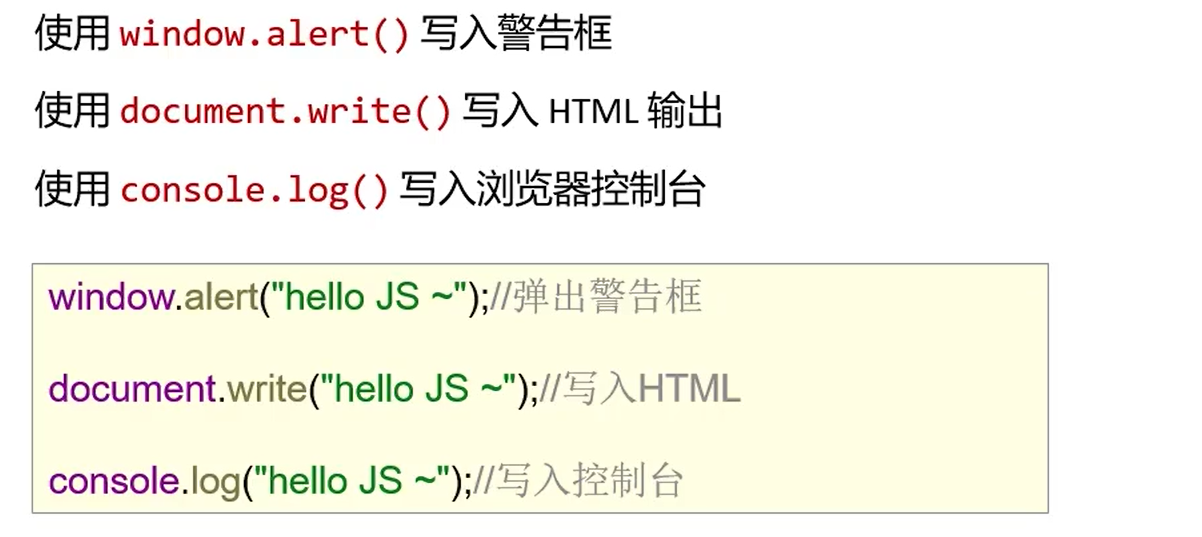 使用 window.alert() 写入警告框
使用 document.write() 写入 HTML 输出
使用 console.log() 写入浏览器控制台
window.alert("hello JS ~");//弹出警告框
document.write("hello JS ~");//写入HTML
console.log("hello JS ~");//写入控制台